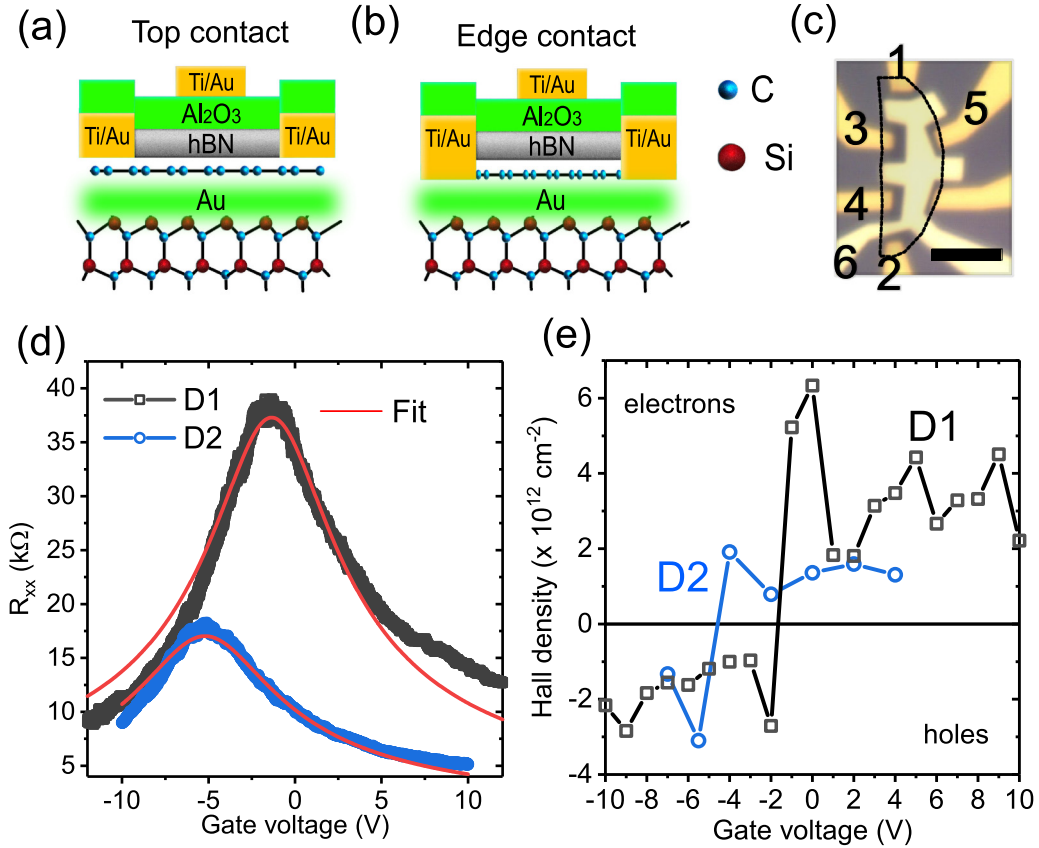 (a) Top contact
(b) Edge contact
(c)
Ti/Au
Al₂O₃
Ti/Au hBN Ti/Au
Au
Ti/Au
Al₂O₃
Ti/Au hBN Ti/Au
Au
C
Si
1
5
3
4
6
2
(d)
D1
D2
Fit
40
35
30
25
20
15
10
5
Rxx (kΩ)
-10 -5 0 5 10
Gate voltage (V)
(e)
electrons
D1
D2
holes
6
4
2
0
-2
-4
Hall density (x 10¹² cm⁻²)
-10 -8 -6 -4 -2 0 2 4 6 8 10
Gate voltage (V)